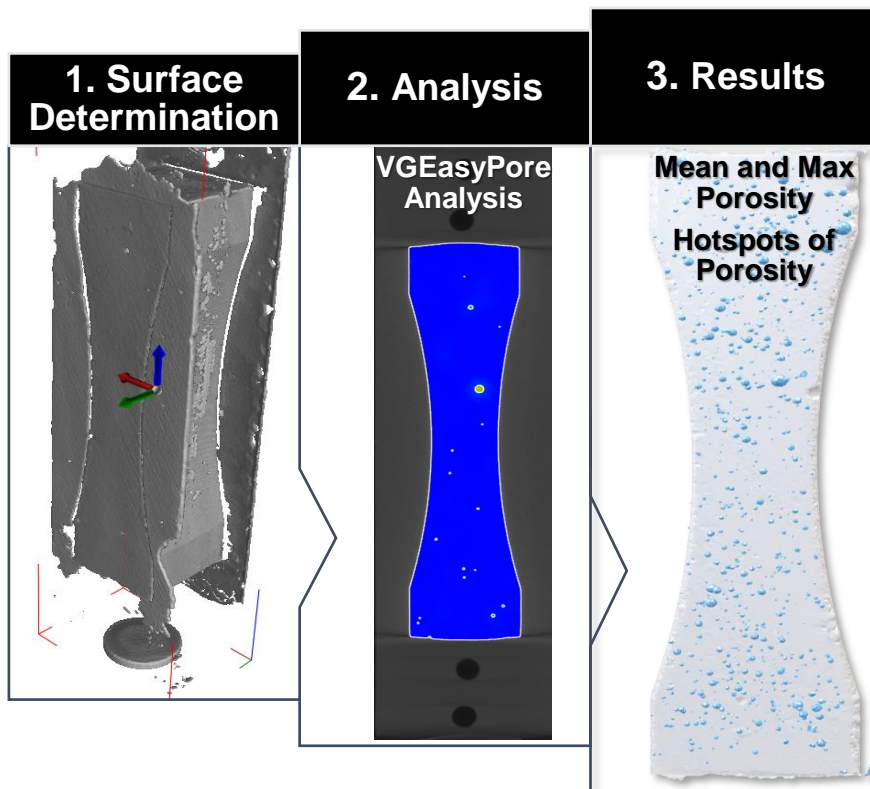 1. Surface
Determination
2. Analysis
3. Results
VGEasyPore
Analysis
Mean and Max
Porosity
Hotspots of
Porosity